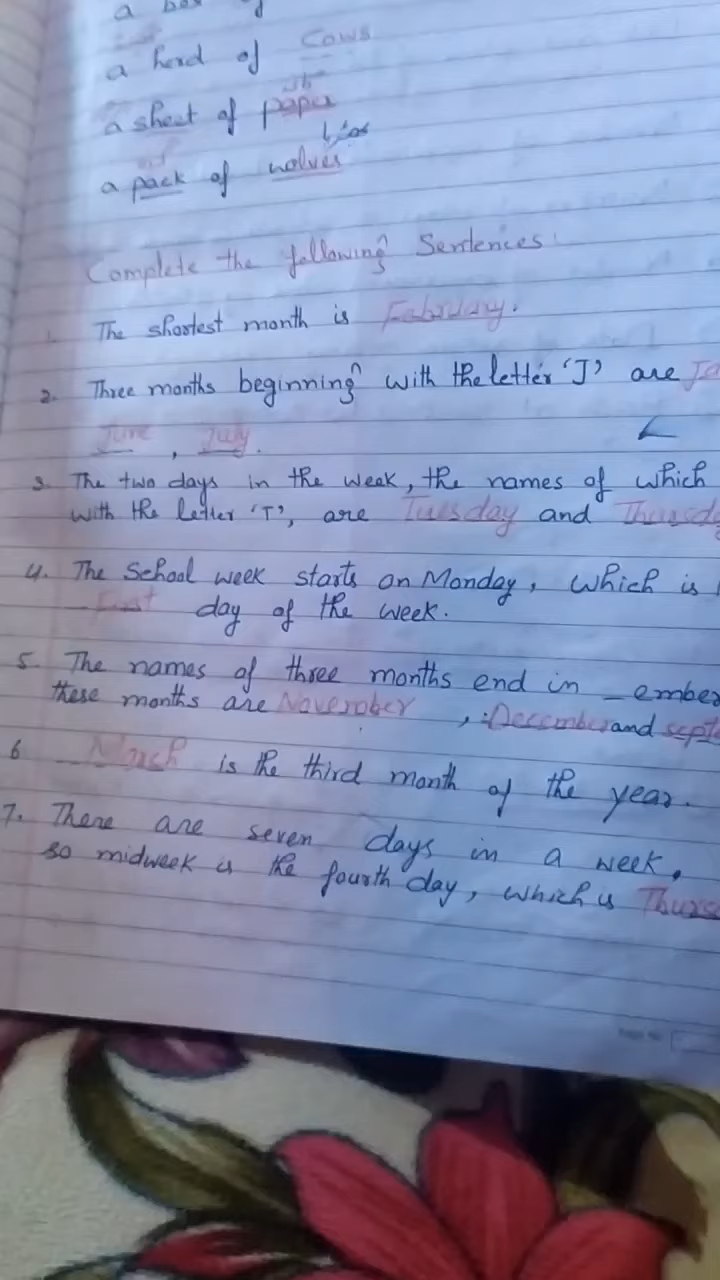 a
a herd of cows
a sheet of paper
a pack of wolves
Complete the following Sentences:
1. The shortest month is February.
2. Three months beginning with the letter 'J' are Ja
June, July.
3. The two days in the week, the names of which
with the letter 'T', are Tuesday and Thursda
4. The School week starts on Monday, which is
First day of the week.
5. The names of three months end in _ember
these months are November, December and sept
6 March is the third month of the year.
7. There are seven days in a week,
so midweek is the fourth day, which is Thurs